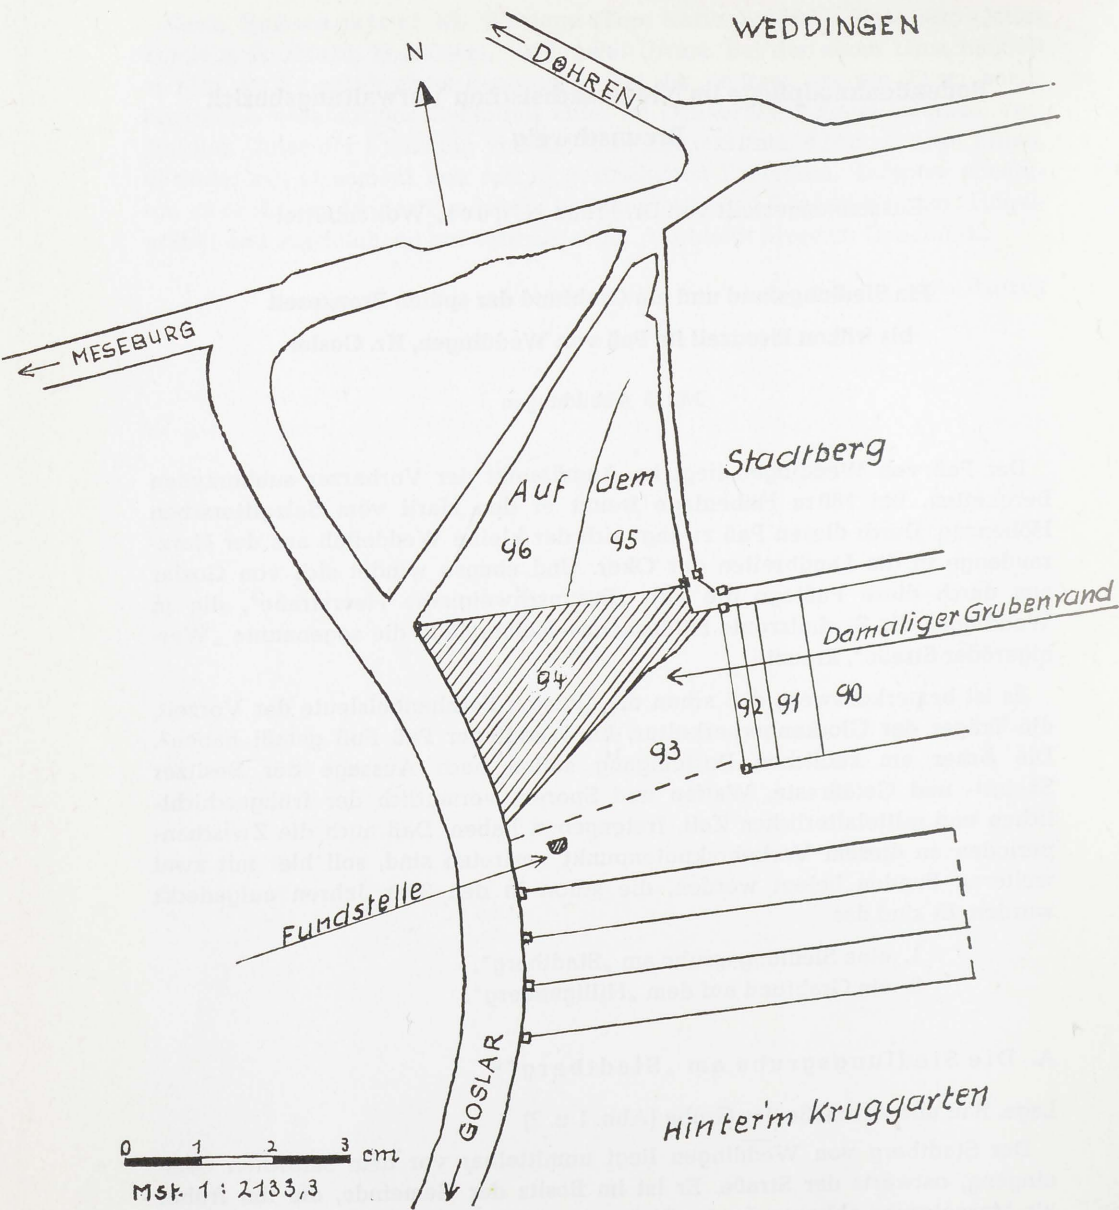 WEDDINGEN
N
DÖHREN
MESEBURG
Stadtberg
Auf dem
96
95
Damaliger Grubenrand
94
92
91
90
93
Fundstelle
GOSLAR
Hinter'm Kruggarten
0 1 2 3 cm
Mst. 1 : 2133,3